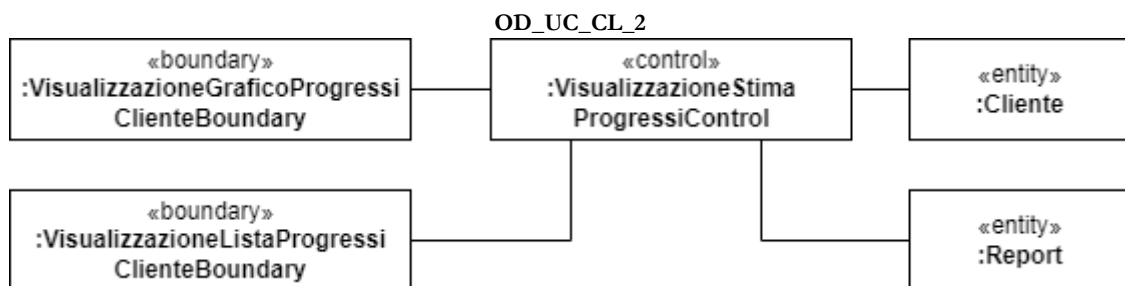 OD_UC_CL_2
«boundary»
:VisualizzazioneGraficoProgressi
ClienteBoundary
«control»
:VisualizzazioneStima
ProgressiControl
«entity»
:Cliente
«boundary»
:VisualizzazioneListaProgressi
ClienteBoundary
«entity»
:Report